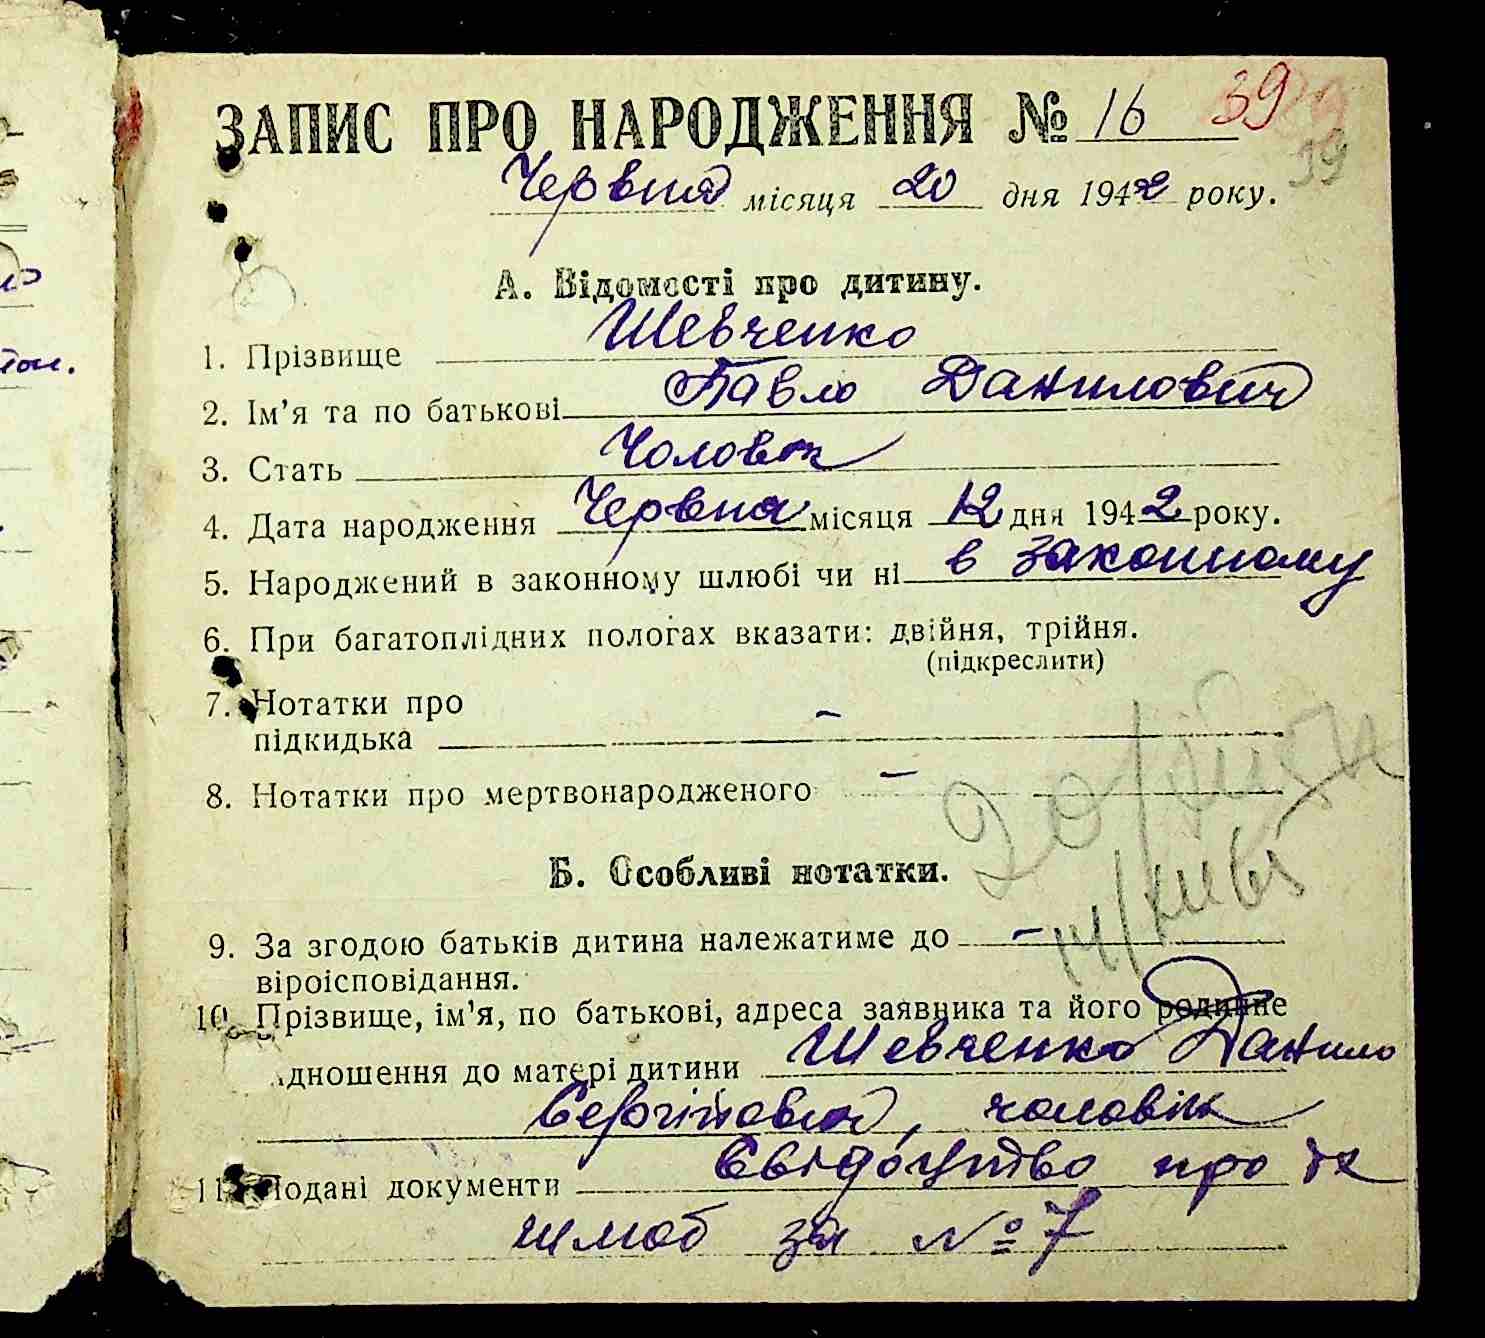 39
ЗАПИС ПРО НАРОДЖЕННЯ № 16
39
Червня місяця 20 дня 1942 року.
А. Відомості про дитину.
1. Прізвище Шевченко
2. Ім'я та по батькові Павло Данилович
3. Стать Чоловік
4. Дата народження Червня місяця 12 дня 1942 року.
5. Народжений в законному шлюбі чи ні в законному
6. При багатоплідних пологах вказати: двійня, трійня.
(підкреслити)
7. Нотатки про
підкидька –
8. Нотатки про мертвонародженого –
Б. Особливі нотатки.
9. За згодою батьків дитина належатиме до –
віроісповідання.
10. Прізвище, ім'я, по батькові, адреса заявника та його родинне
ідношення до матері дитини Шевченко Данило
Сергійович, чоловік
11. Подані документи Свідоцтво про
шлюб за № 7